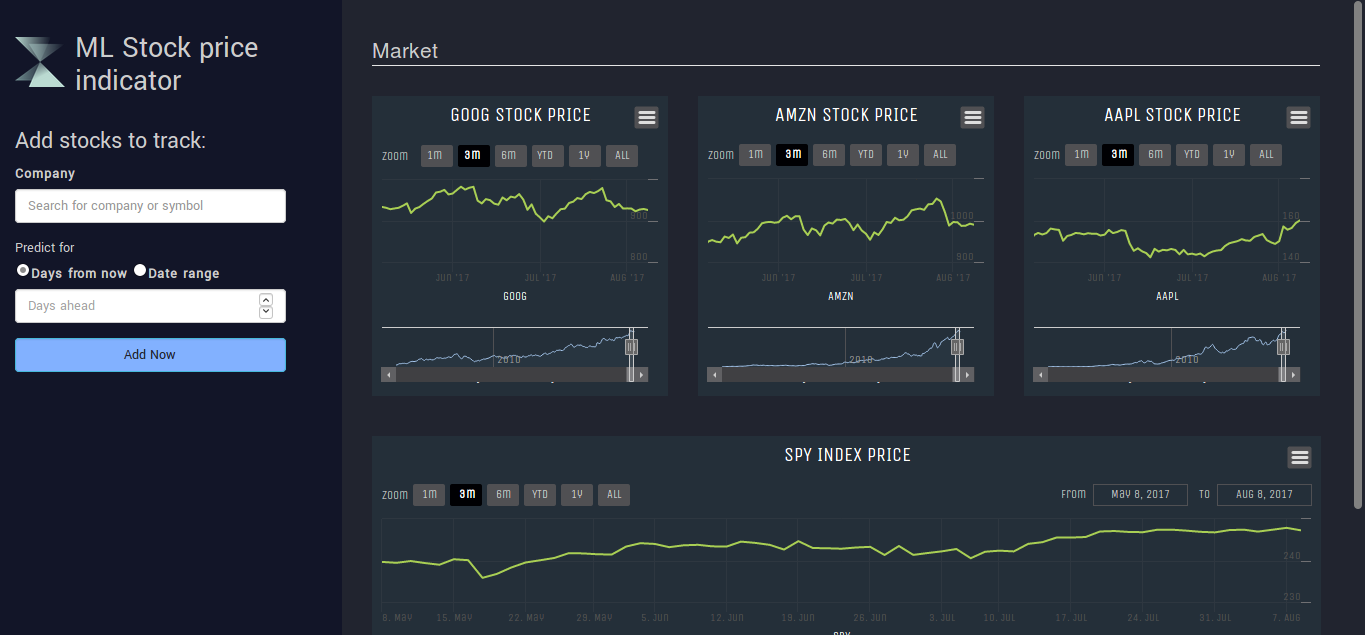 ML Stock price
indicator
Add stocks to track:
Company
Search for company or symbol
Predict for
Days from now Date range
Days ahead
Add Now
Market
GOOG STOCK PRICE
Zoom 1m 3m 6m YTD 1y All
900
800
Jun '17 Jul '17 Aug '17
GOOG
2010
AMZN STOCK PRICE
Zoom 1m 3m 6m YTD 1y All
1000
900
Jun '17 Jul '17 Aug '17
AMZN
2010
AAPL STOCK PRICE
Zoom 1m 3m 6m YTD 1y All
160
140
Jun '17 Jul '17 Aug '17
AAPL
2010
SPY INDEX PRICE
Zoom 1m 3m 6m YTD 1y All From May 8, 2017 To Aug 8, 2017
240
230
8. May 15. May 22. May 29. May 5. Jun 12. Jun 19. Jun 26. Jun 3. Jul 10. Jul 17. Jul 24. Jul 31. Jul 7. Aug
SPY